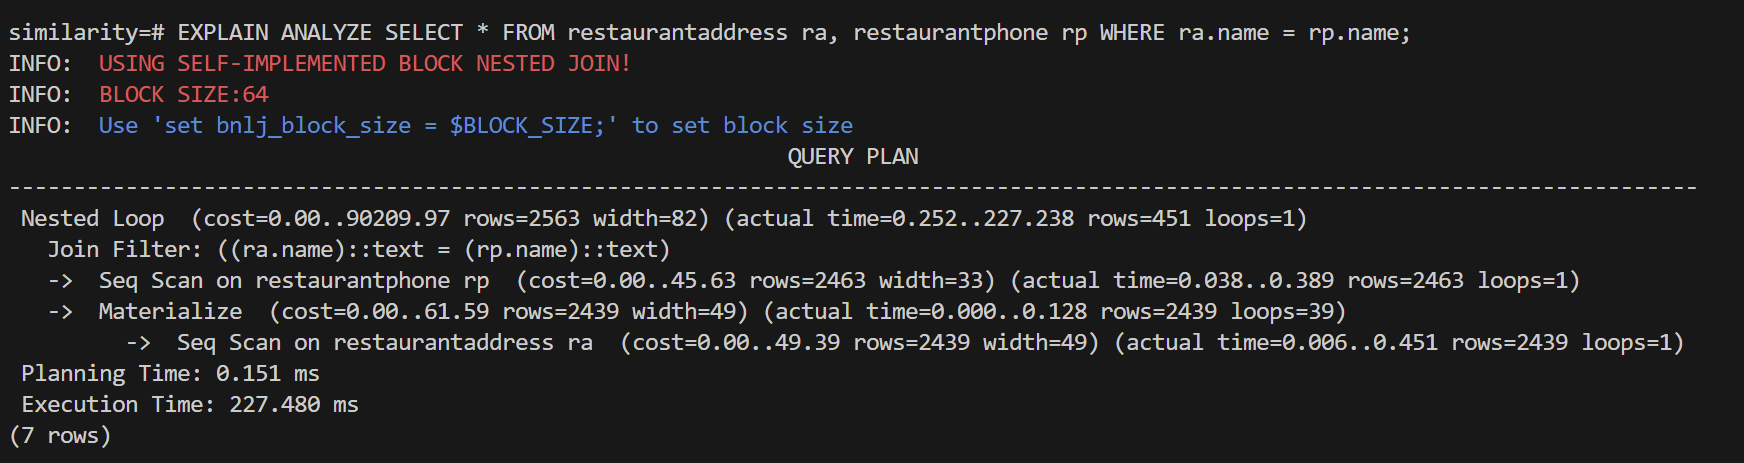 similarity=# EXPLAIN ANALYZE SELECT * FROM restaurantaddress ra, restaurantphone rp WHERE ra.name = rp.name;
INFO:  USING SELF-IMPLEMENTED BLOCK NESTED JOIN!
INFO:  BLOCK SIZE:64
INFO:  Use 'set bnlj_block_size = $BLOCK_SIZE;' to set block size
QUERY PLAN
----------------------------------------------------------------------------------------------------------------------------------
Nested Loop  (cost=0.00..90209.97 rows=2563 width=82) (actual time=0.252..227.238 rows=451 loops=1)
Join Filter: ((ra.name)::text = (rp.name)::text)
->  Seq Scan on restaurantphone rp  (cost=0.00..45.63 rows=2463 width=33) (actual time=0.038..0.389 rows=2463 loops=1)
->  Materialize  (cost=0.00..61.59 rows=2439 width=49) (actual time=0.000..0.128 rows=2439 loops=39)
->  Seq Scan on restaurantaddress ra  (cost=0.00..49.39 rows=2439 width=49) (actual time=0.006..0.451 rows=2439 loops=1)
Planning Time: 0.151 ms
Execution Time: 227.480 ms
(7 rows)